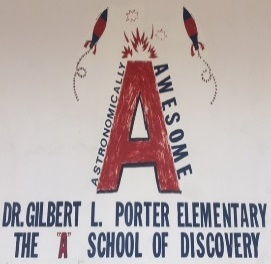 ASTRONOMICALLY
A
AWESOME
DR. GILBERT L. PORTER ELEMENTARY
THE "A" SCHOOL OF DISCOVERY